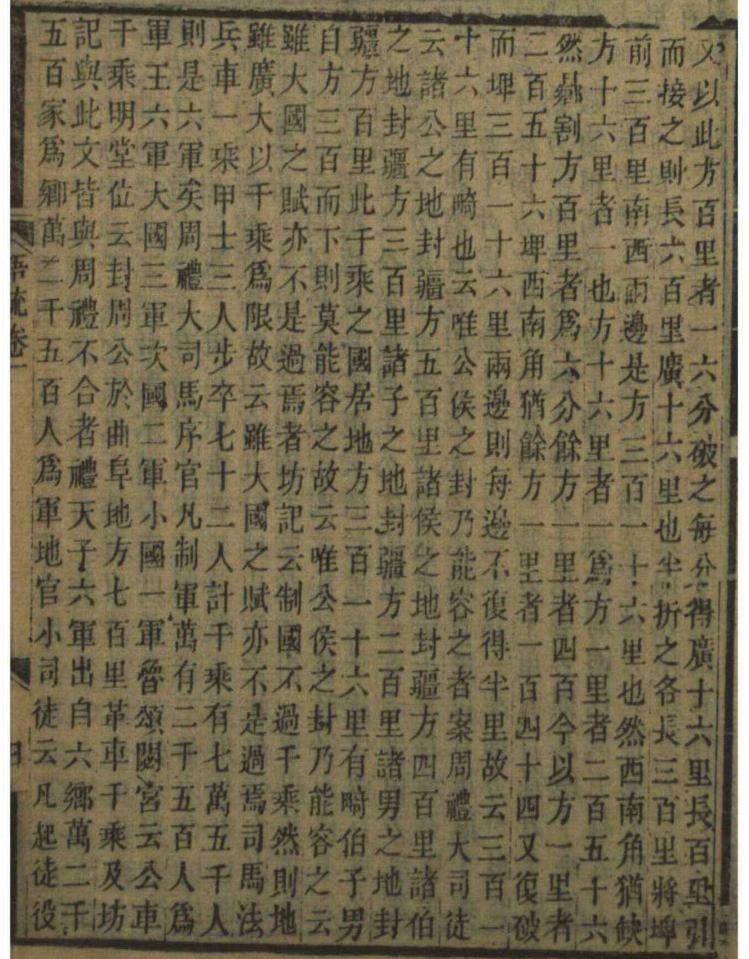 又以此方百里者一六分破之每分得廣十六里長百里引
而接之則長六百里廣十六里也半折之各長三百里將埤
前三百里南西兩邊是方三百一十六里也然西南角猶缺
方十六里者一也方十六里者一爲方一里者二百五十六
然曏割方百里者爲六分餘方一里者四百今以方一里者
二百五十六埤西南角猶餘方一里者一百四十四又復破
而埤三百一十六里兩邊則每邊不復得半里故云三百一
十六里有畸也云唯公侯之封乃能容之者案周禮大司徒
云諸公之地封疆方五百里諸侯之地封疆方四百里諸伯
之地封疆方三百里諸子之地封疆方二百里諸男之地封
疆方百里此千乘之國居地方三百一十六里有畸伯子男
自方三百而下則莫能容之故云唯公侯之封乃能容之云
雖大國之賦亦不是過焉者坊記云制國不過千乘然則地
雖廣大以千乘爲限故云雖大國之賦亦不是過焉司馬法
兵車一乘甲士三人步卒七十二人計千乘有七萬五千人
則是六軍矣周禮大司馬序官凡制軍萬有二千五百人爲
軍王六軍大國三軍次國二軍小國一軍魯頌閟宮云公車
千乘明堂位云封周公於曲阜地方七百里革車千乘及坊
記與此文皆與周禮不合者禮天子六軍出自六鄉萬二千
五百家爲鄉萬二千五百人爲軍地官小司徒云凡起徒役
語疏卷一